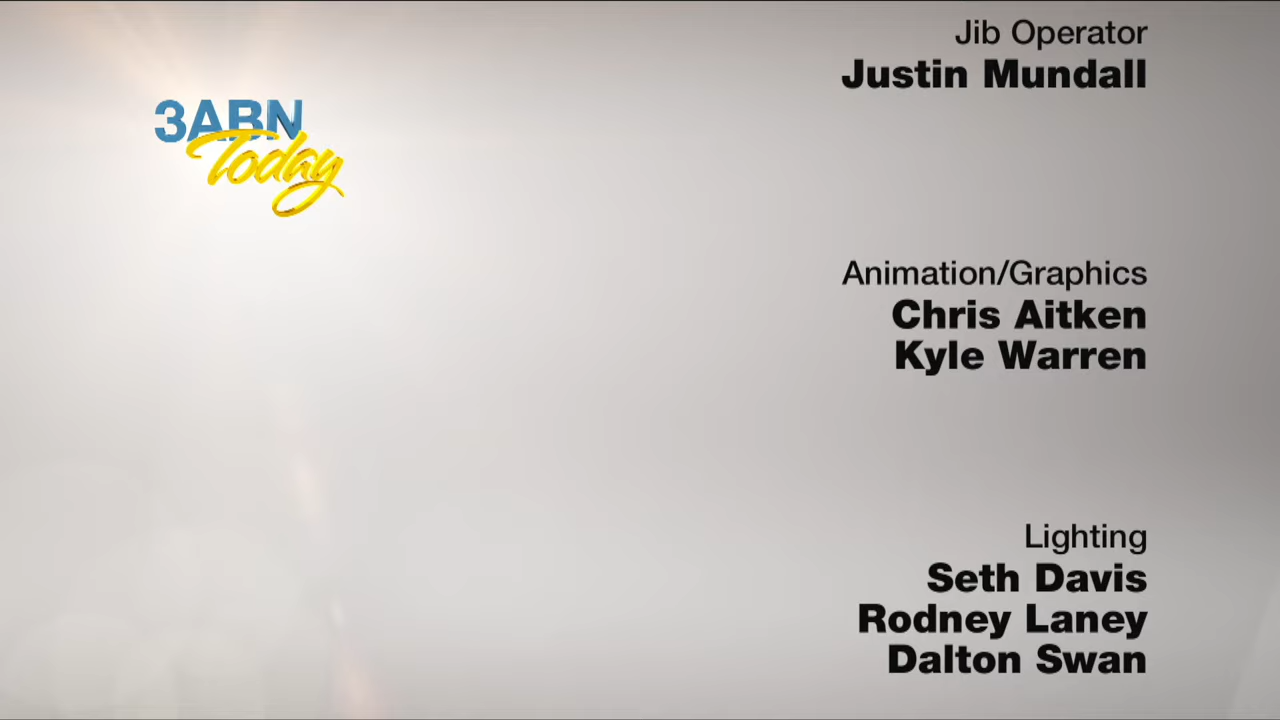 3ABN
Today
Jib Operator
Justin Mundall
Animation/Graphics
Chris Aitken
Kyle Warren
Lighting
Seth Davis
Rodney Laney
Dalton Swan